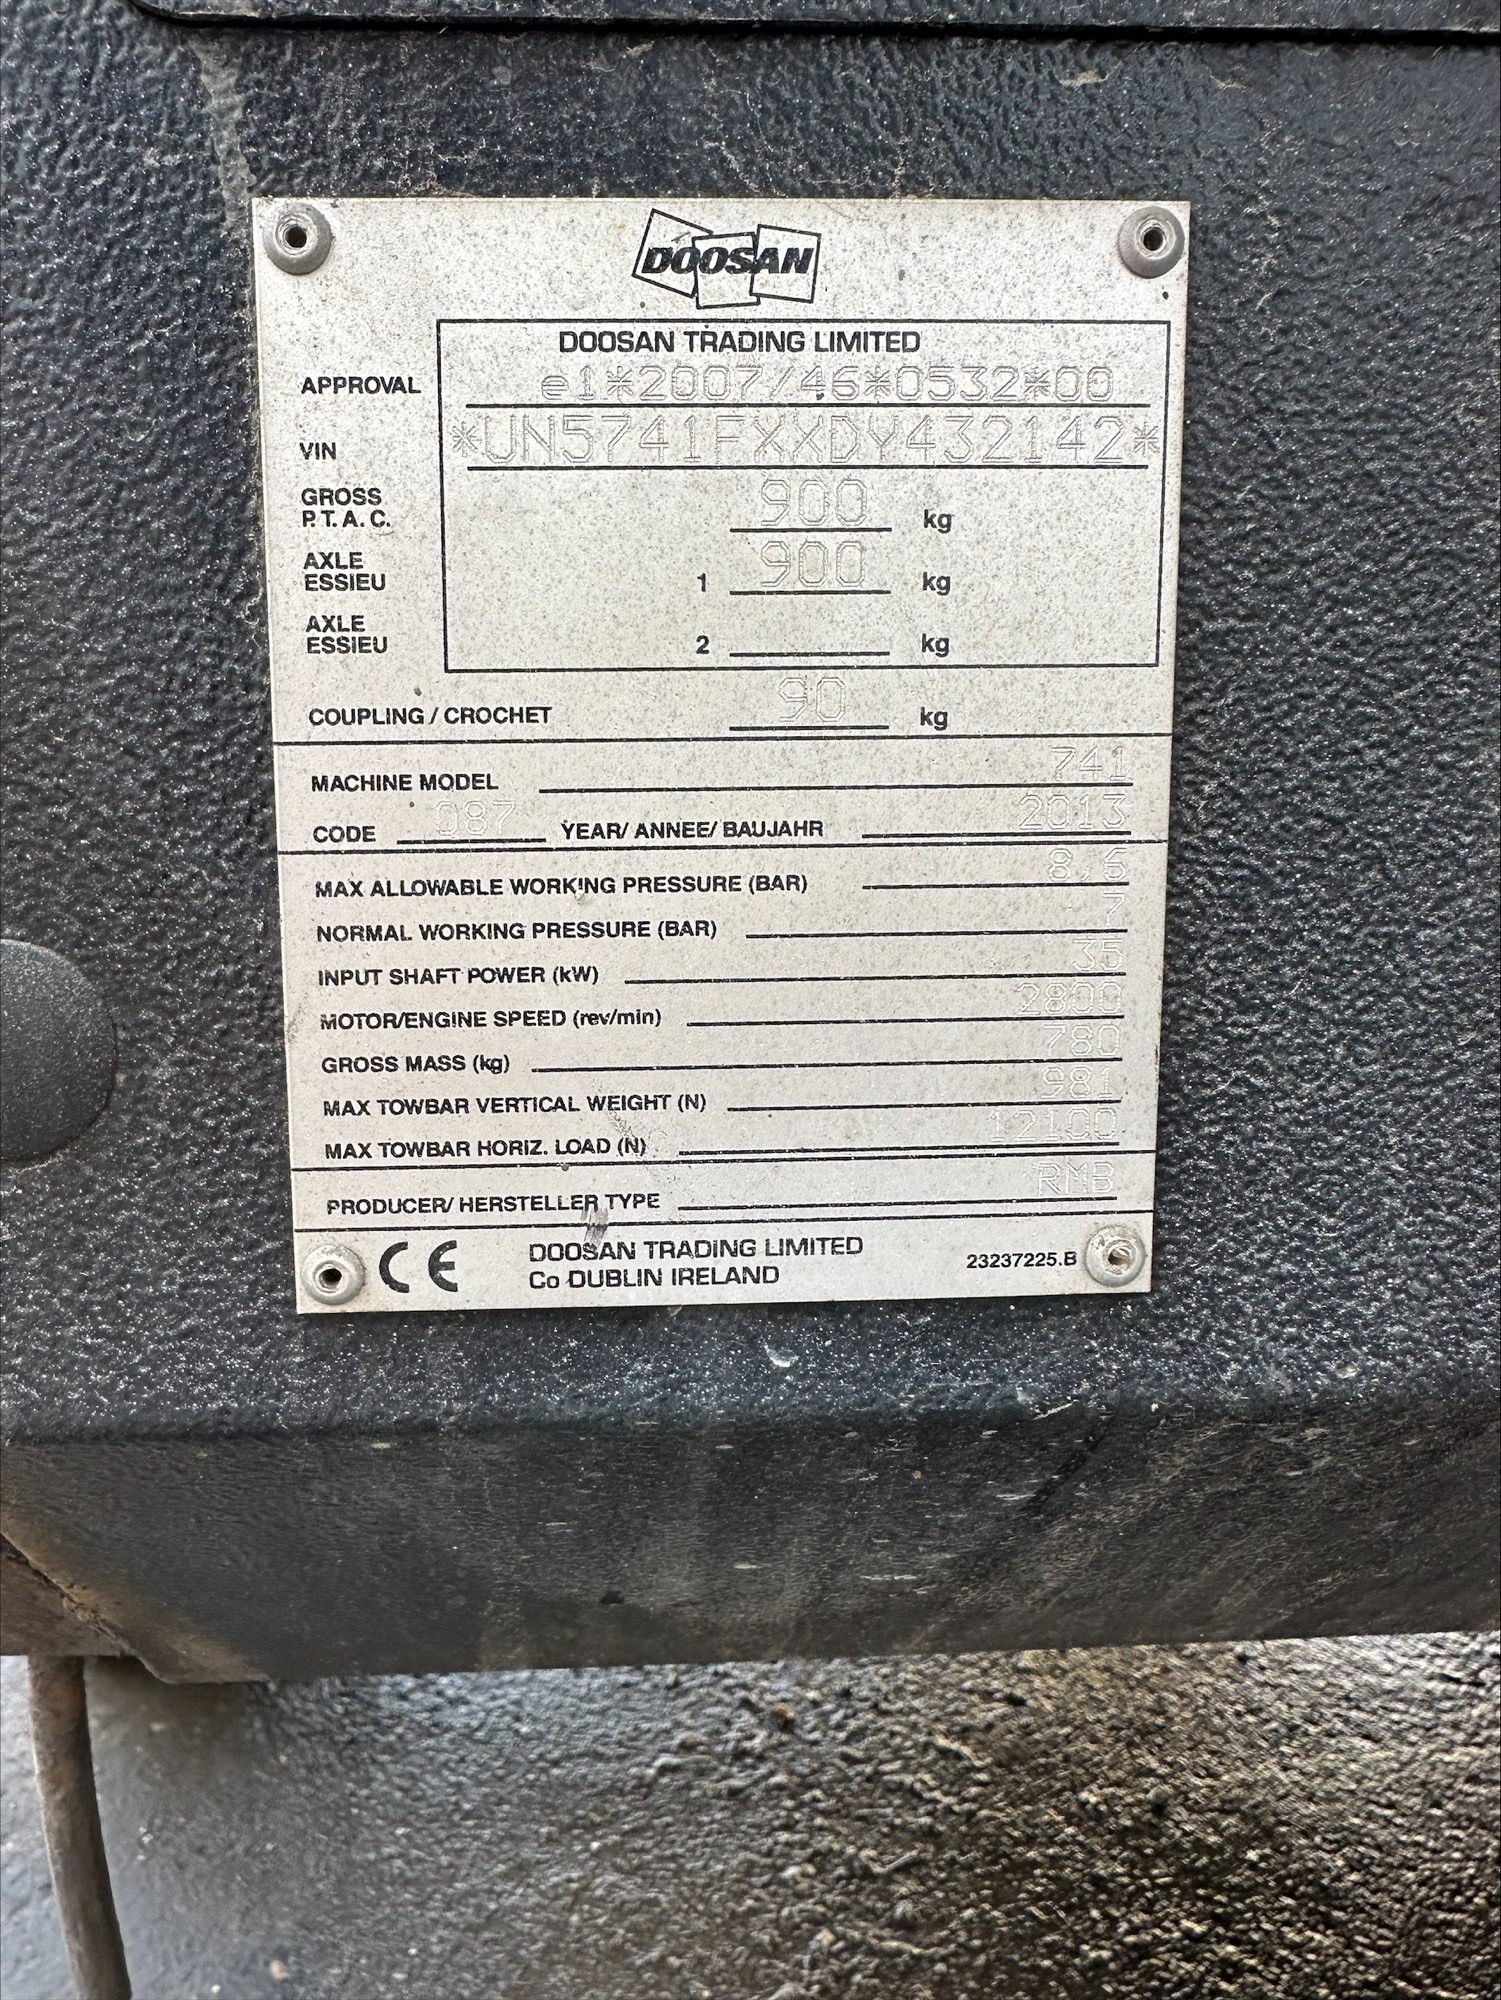 DOOSAN
DOOSAN TRADING LIMITED
APPROVAL e1*2007/46*0532*00
VIN *UN5741FXXDY432142*
GROSS
P.T.A.C. 900 kg
AXLE
ESSIEU 1 900 kg
AXLE
ESSIEU 2 kg
COUPLING / CROCHET 90 kg
MACHINE MODEL 741
CODE 087 YEAR/ ANNEE/ BAUJAHR 2013
MAX ALLOWABLE WORKING PRESSURE (BAR) 8.6
NORMAL WORKING PRESSURE (BAR) 7
INPUT SHAFT POWER (kW) 35
MOTOR/ENGINE SPEED (rev/min) 2800
GROSS MASS (kg) 780
MAX TOWBAR VERTICAL WEIGHT (N) 981
MAX TOWBAR HORIZ. LOAD (N) 12100
PRODUCER/ HERSTELLER TYPE RMB
CE DOOSAN TRADING LIMITED
Co DUBLIN IRELAND 23237225.B